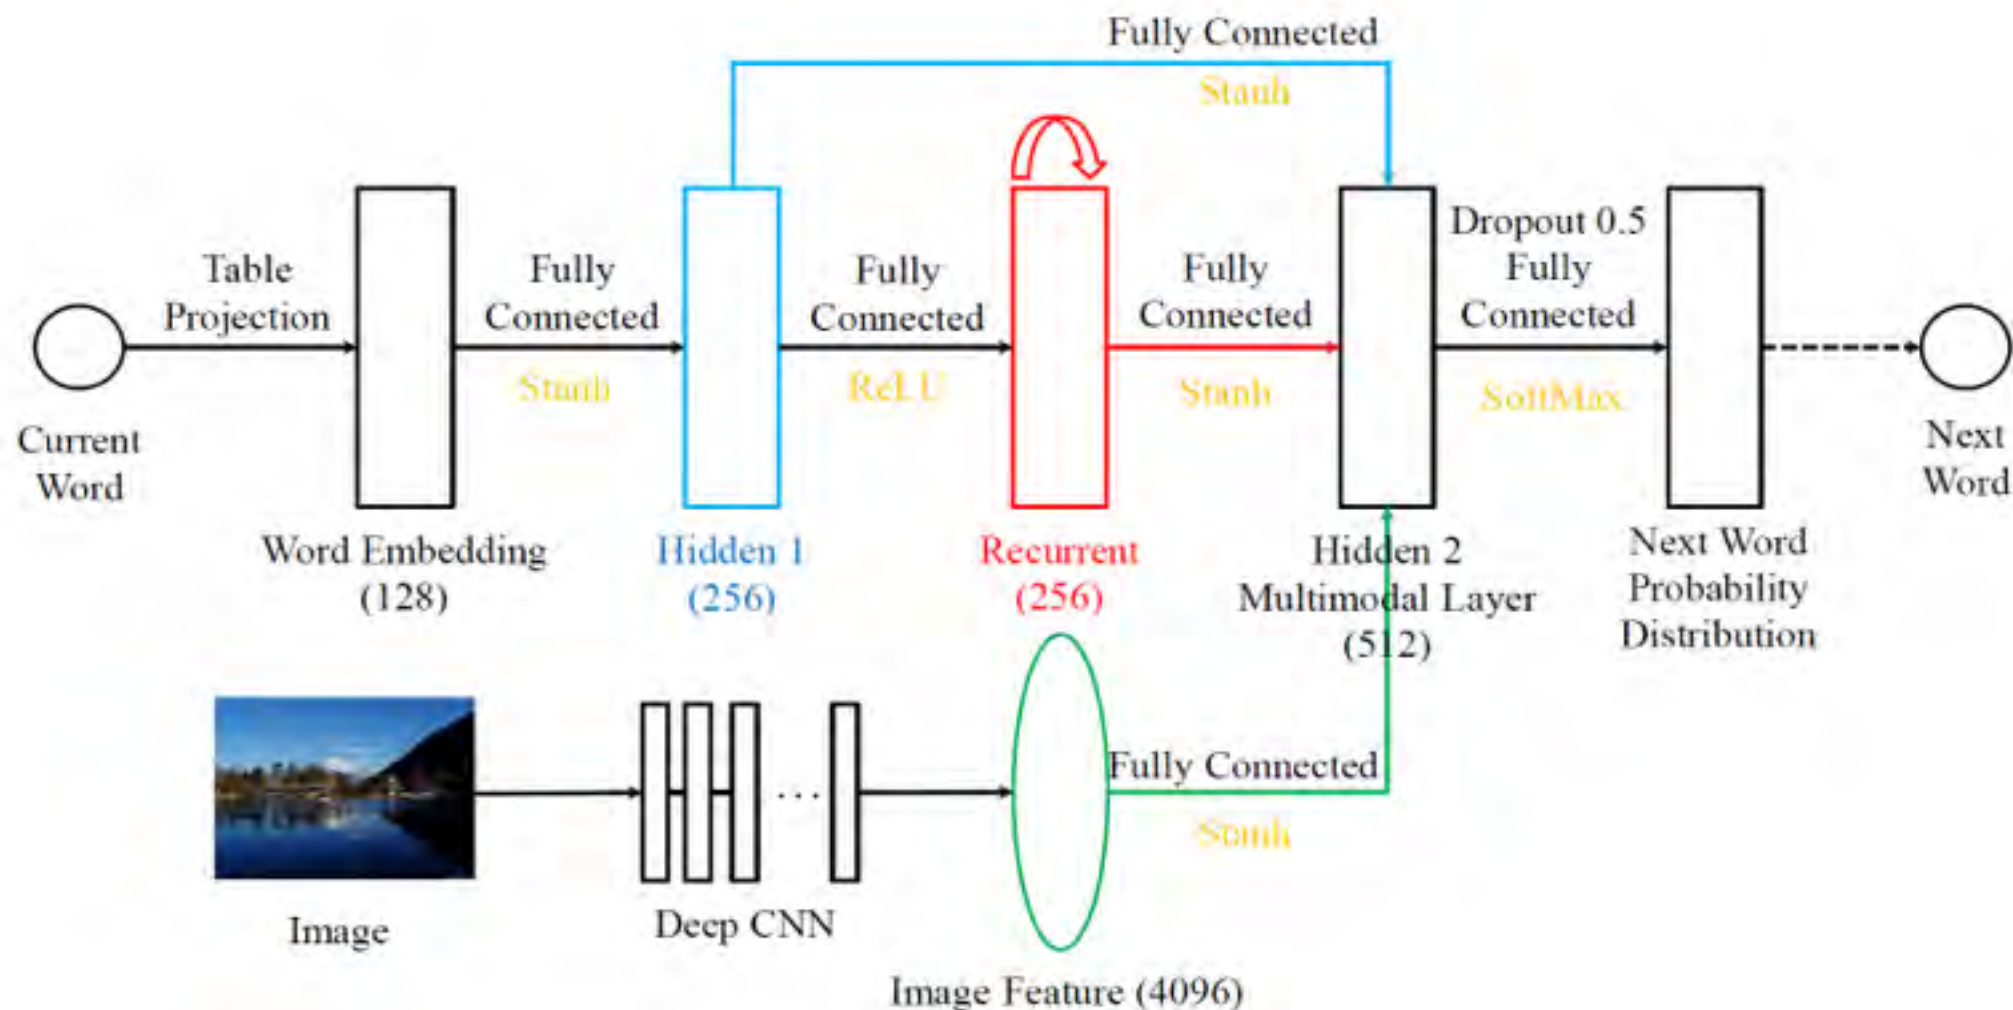 Fully Connected
Stanh
Table
Projection
Fully
Connected
Stanh
Fully
Connected
ReLU
Fully
Connected
Stanh
Dropout 0.5
Fully
Connected
SoftMax
Current
Word
Next
Word
Word Embedding
(128)
Hidden 1
(256)
Recurrent
(256)
Hidden 2
Multimodal Layer
(512)
Next Word
Probability
Distribution
Fully Connected
Stanh
Image
Deep CNN
...
Image Feature (4096)